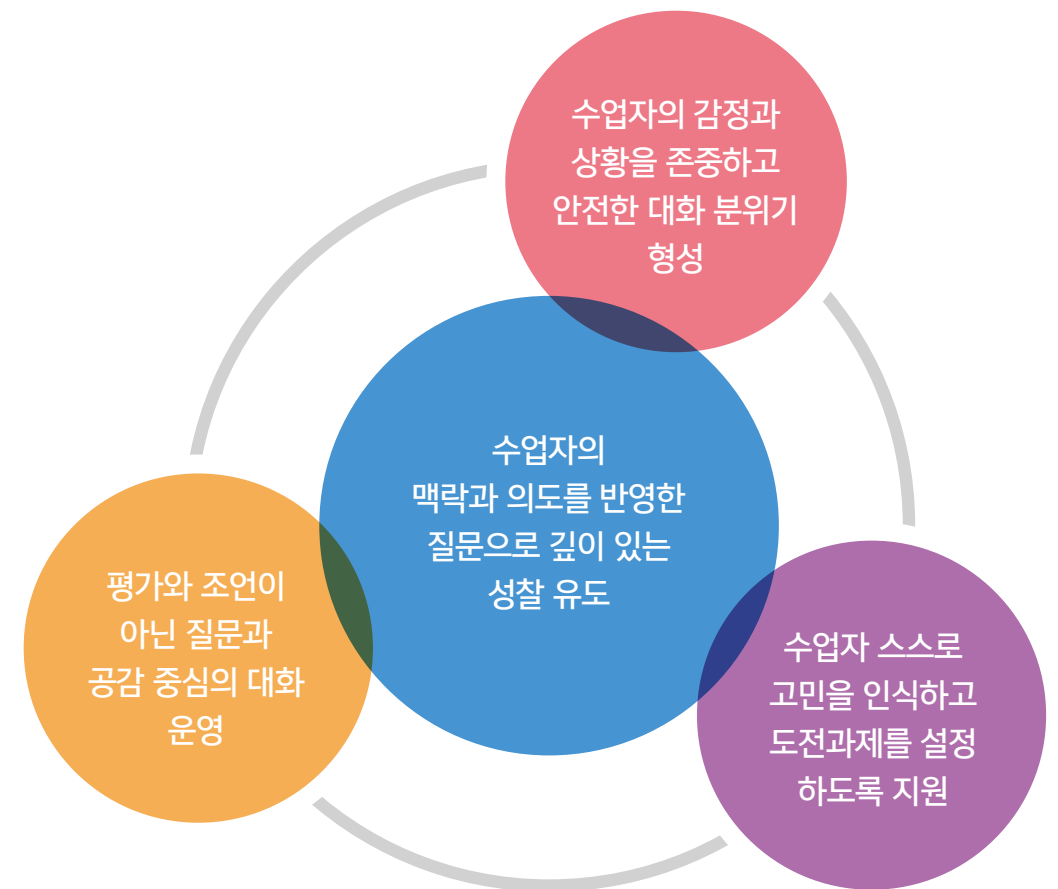 수업자의 감정과
상황을 존중하고
안전한 대화 분위기
형성
수업자의
맥락과 의도를 반영한
질문으로 깊이 있는
성찰 유도
평가와 조언이
아닌 질문과
공감 중심의 대화
운영
수업자 스스로
고민을 인식하고
도전과제를 설정
하도록 지원